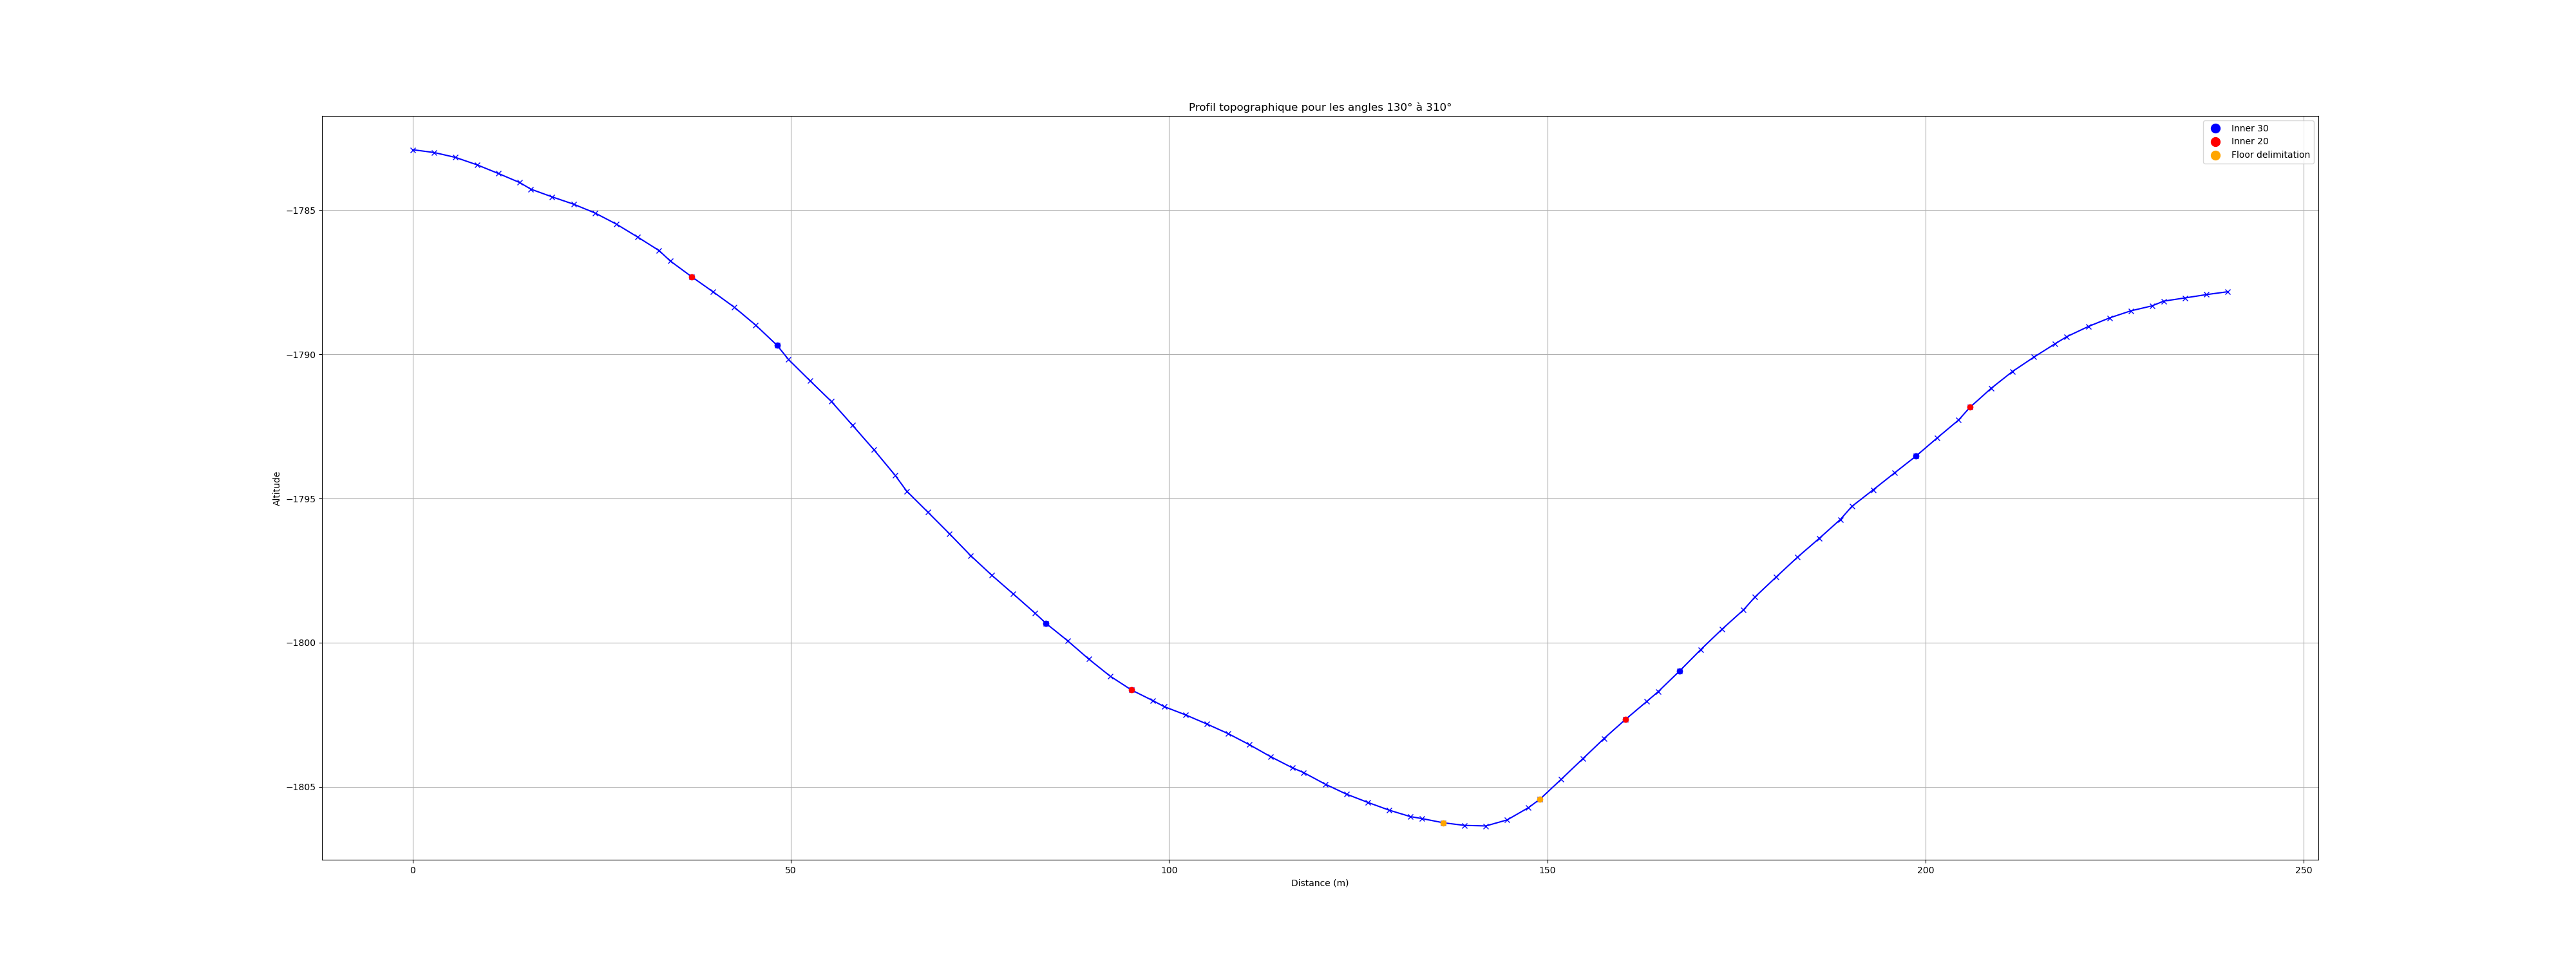 Profil topographique pour les angles 130° à 310°
Inner 30
Inner 20
Floor delimitation
−1785
−1790
−1795
−1800
−1805
Altitude
0 50 100 150 200 250
Distance (m)